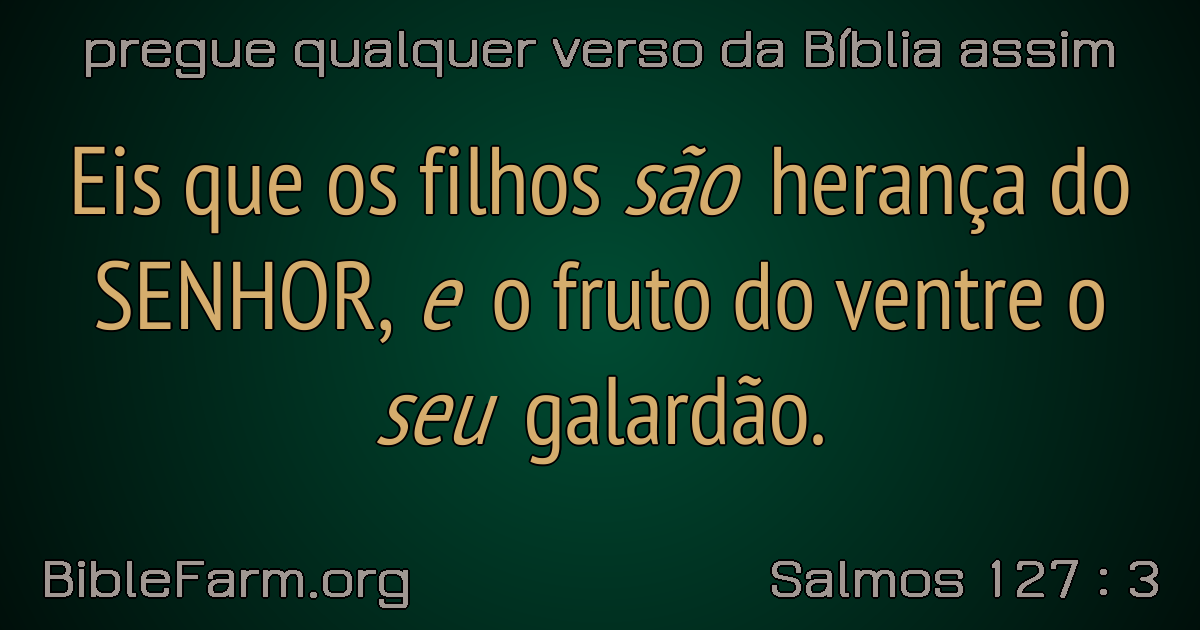 pregue qualquer verso da Bíblia assim
Eis que os filhos são herança do
SENHOR, e o fruto do ventre o
seu galardão.
BibleFarm.org
Salmos 127 : 3